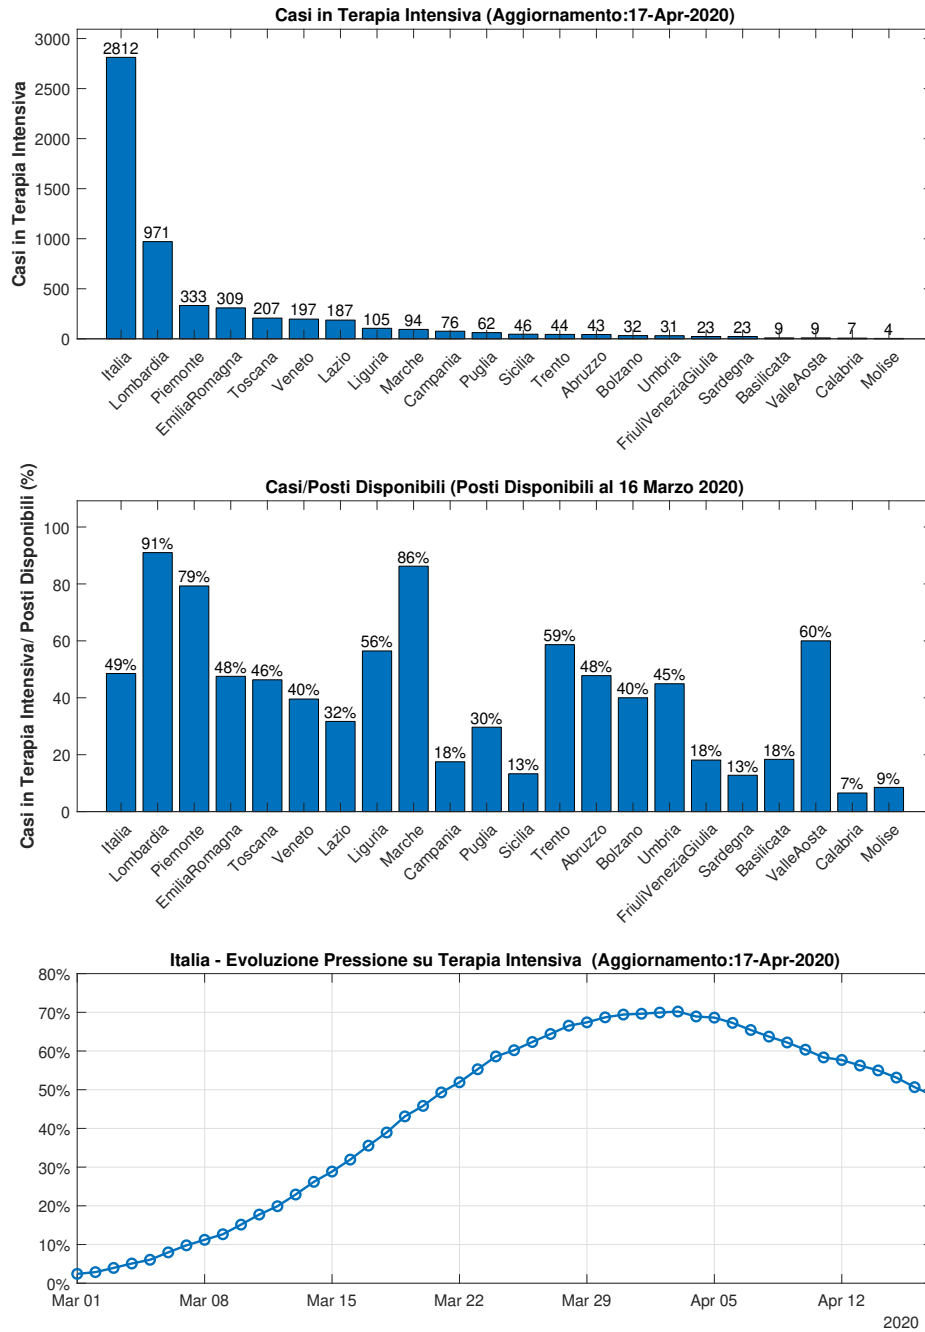 Casi in Terapia Intensiva (Aggiornamento:17-Apr-2020)
Casi in Terapia Intensiva
3000
2500
2000
1500
1000
500
0
2812
971
333
309
207
197
187
105
94
76
62
46
44
43
32
31
23
23
9
9
7
4
Italia
Lombardia
Piemonte
EmiliaRomagna
Toscana
Veneto
Lazio
Liguria
Marche
Campania
Puglia
Sicilia
Trento
Abruzzo
Bolzano
Umbria
FriuliVeneziaGiulia
Sardegna
Basilicata
ValleAosta
Calabria
Molise
Casi/Posti Disponibili (Posti Disponibili al 16 Marzo 2020)
Casi in Terapia Intensiva/ Posti Disponibili (%)
100
80
60
40
20
0
49%
91%
79%
48%
46%
40%
32%
56%
86%
18%
30%
13%
59%
48%
40%
45%
18%
13%
18%
60%
7%
9%
Italia
Lombardia
Piemonte
EmiliaRomagna
Toscana
Veneto
Lazio
Liguria
Marche
Campania
Puglia
Sicilia
Trento
Abruzzo
Bolzano
Umbria
FriuliVeneziaGiulia
Sardegna
Basilicata
ValleAosta
Calabria
Molise
Italia - Evoluzione Pressione su Terapia Intensiva (Aggiornamento:17-Apr-2020)
80%
70%
60%
50%
40%
30%
20%
10%
0%
Mar 01
Mar 08
Mar 15
Mar 22
Mar 29
Apr 05
Apr 12
2020